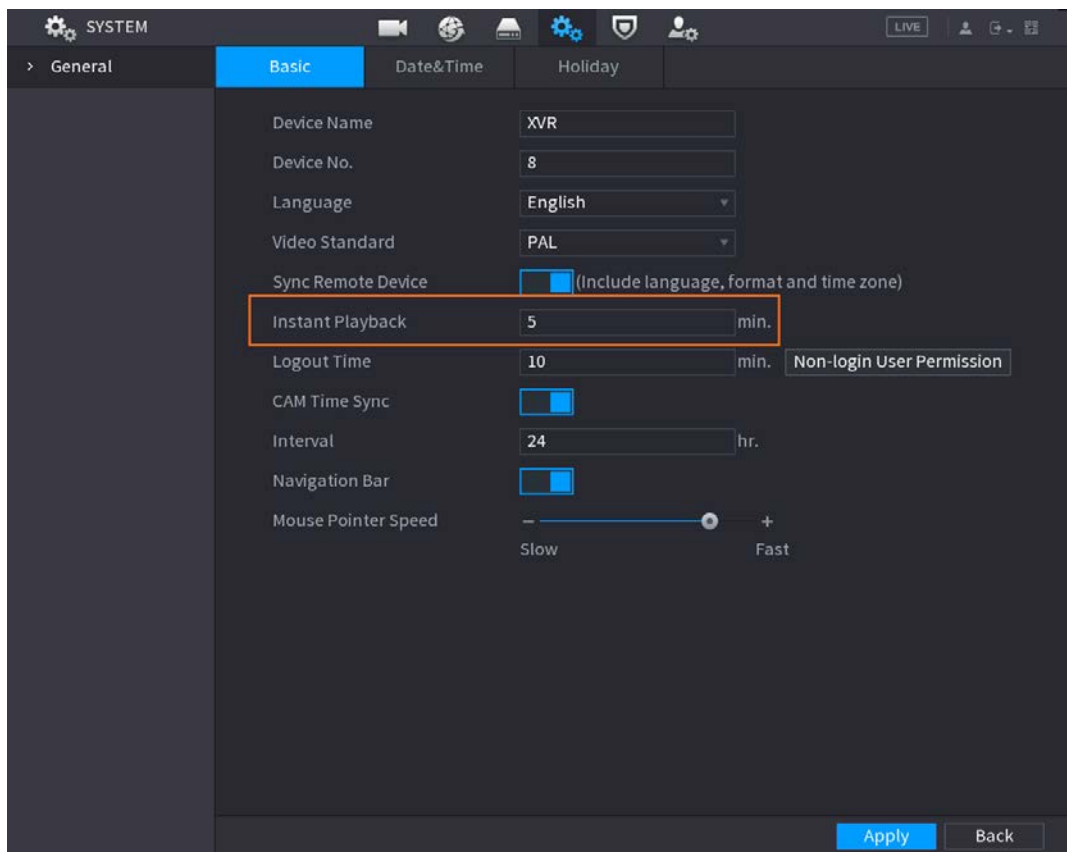 SYSTEM LIVE
General Basic Date&Time Holiday
Device Name XVR
Device No. 8
Language English
Video Standard PAL
Sync Remote Device (Include language, format and time zone)
Instant Playback 5 min.
Logout Time 10 min. Non-login User Permission
CAM Time Sync
Interval 24 hr.
Navigation Bar
Mouse Pointer Speed
Slow Fast
Apply Back